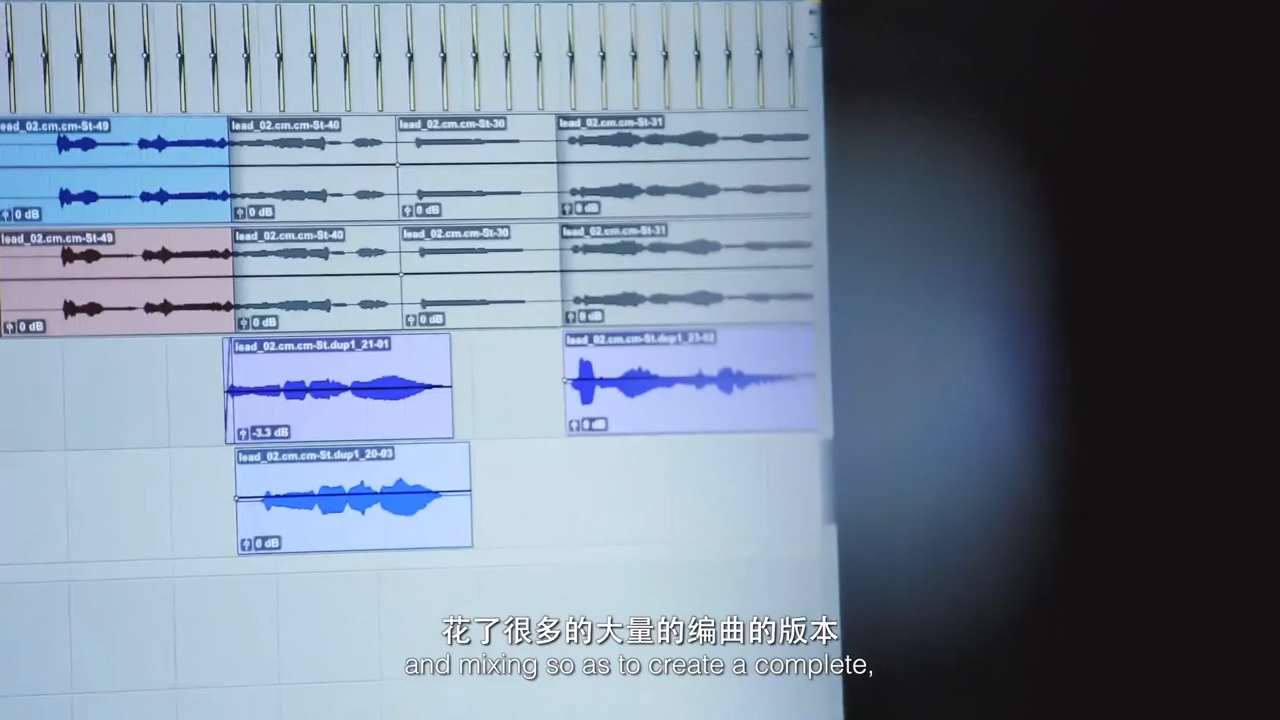 lead_02.cm.cm-St-49
lead_02.cm.cm-St-40
lead_02.cm.cm-St-30
lead_02.cm.cm-St-31
0 dB
0 dB
0 dB
0 dB
lead_02.cm.cm-St-49
lead_02.cm.cm-St-40
lead_02.cm.cm-St-30
lead_02.cm.cm-St-31
0 dB
0 dB
0 dB
0 dB
lead_02.cm.cm-St.dup1_21-01
lead_02.cm.cm-St.dup1_23-02
-3.3 dB
0 dB
lead_02.cm.cm-St.dup1_20-03
0 dB
花了很多的大量的编曲的版本
and mixing so as to create a complete,